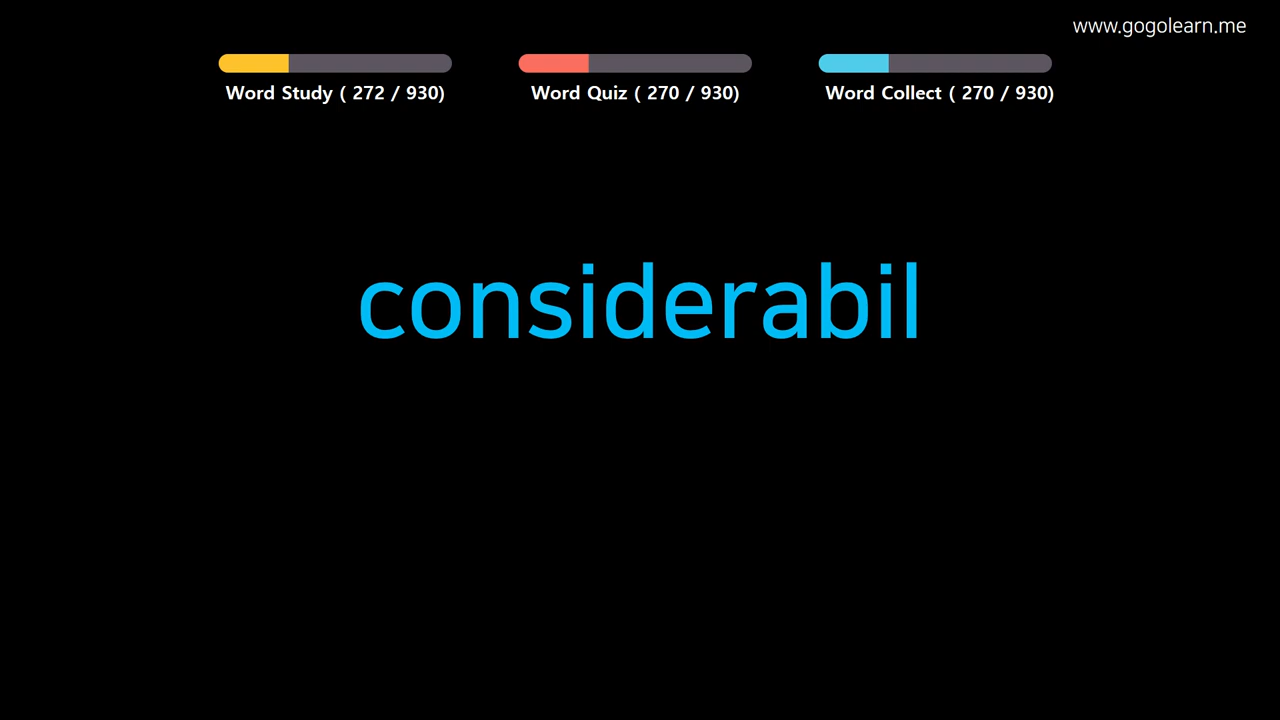 www.gogolearn.me
Word Study ( 272 / 930)
Word Quiz ( 270 / 930)
Word Collect ( 270 / 930)
considerabil